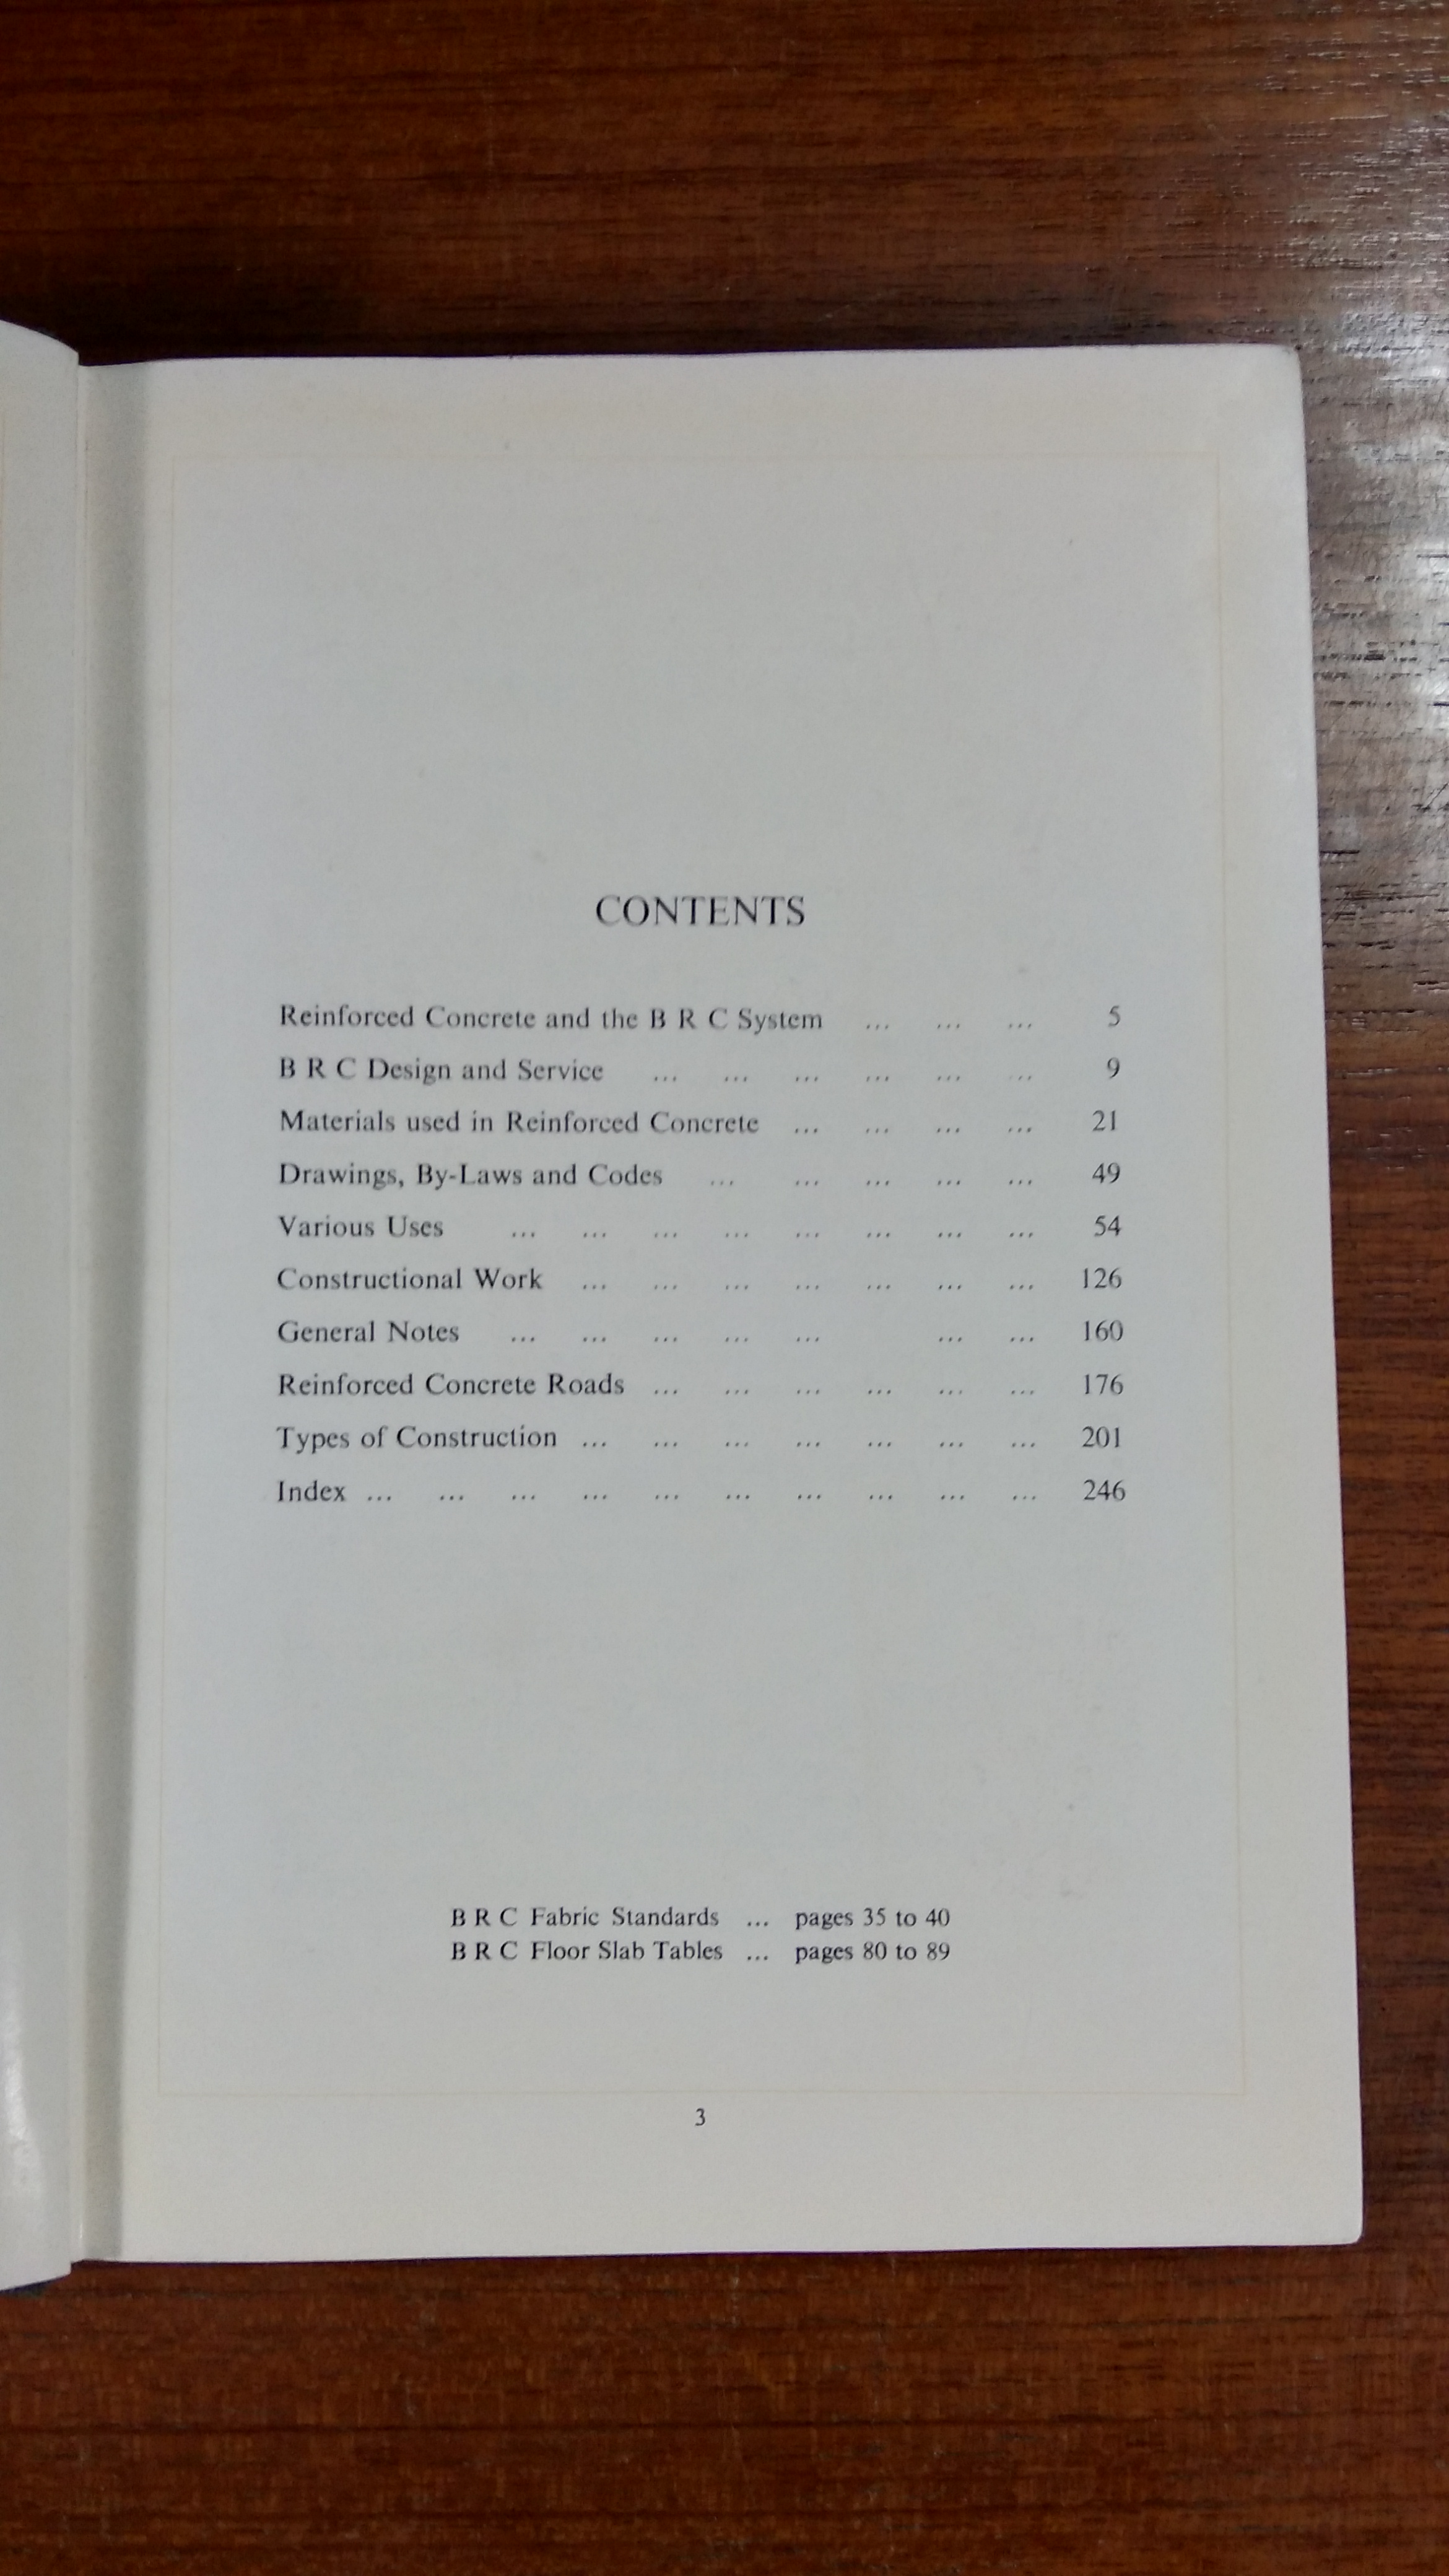 CONTENTS
Reinforced Concrete and the B R C System ... ... ... 5
B R C Design and Service ... ... ... ... ... ... 9
Materials used in Reinforced Concrete ... ... ... ... 21
Drawings, By-Laws and Codes ... ... ... ... ... 49
Various Uses ... ... ... ... ... ... ... ... 54
Constructional Work ... ... ... ... ... ... ... 126
General Notes ... ... ... ... ... ... ... 160
Reinforced Concrete Roads ... ... ... ... ... ... 176
Types of Construction ... ... ... ... ... ... ... 201
Index ... ... ... ... ... ... ... ... ... ... 246
B R C Fabric Standards ... pages 35 to 40
B R C Floor Slab Tables ... pages 80 to 89
3